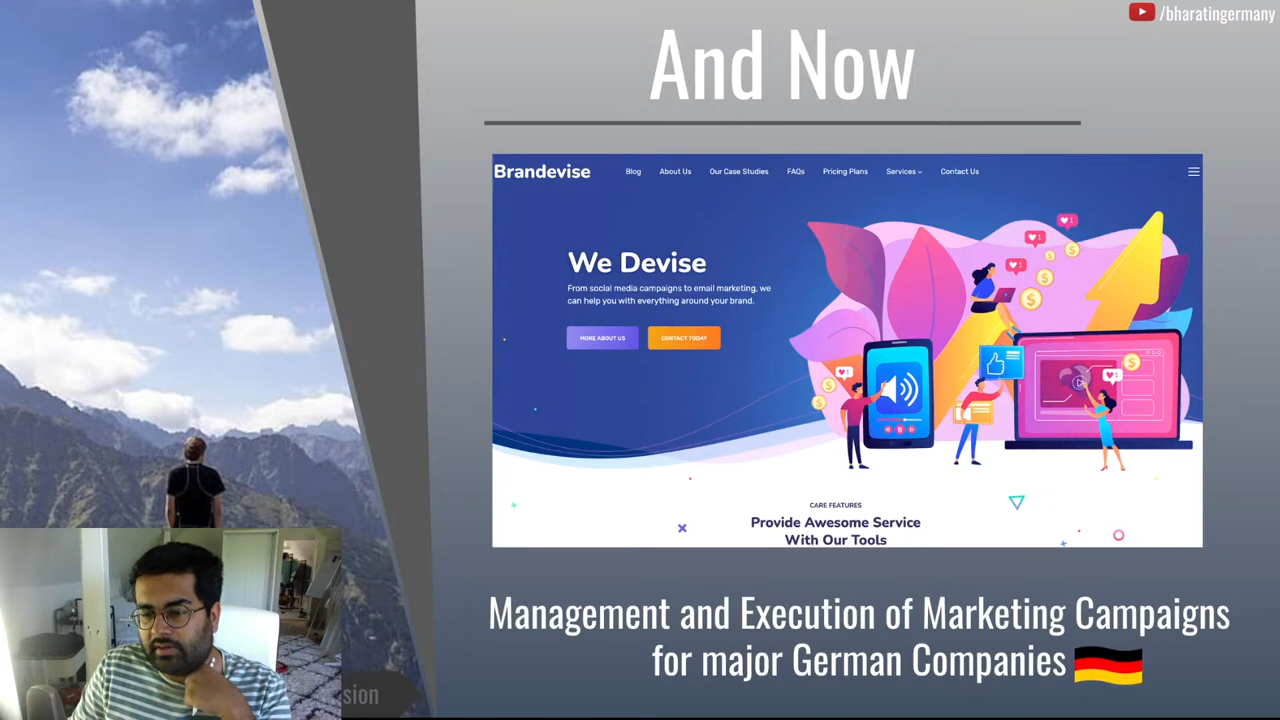 /bharatingermany
And Now
Brandevise
Blog About Us Our Case Studies FAQs Pricing Plans Services Contact Us
We Devise
From social media campaigns to email marketing, we
can help you with everything around your brand.
MORE ABOUT US CONTACT TODAY
CARE FEATURES
Provide Awesome Service
With Our Tools
Management and Execution of Marketing Campaigns
for major German Companies
sion